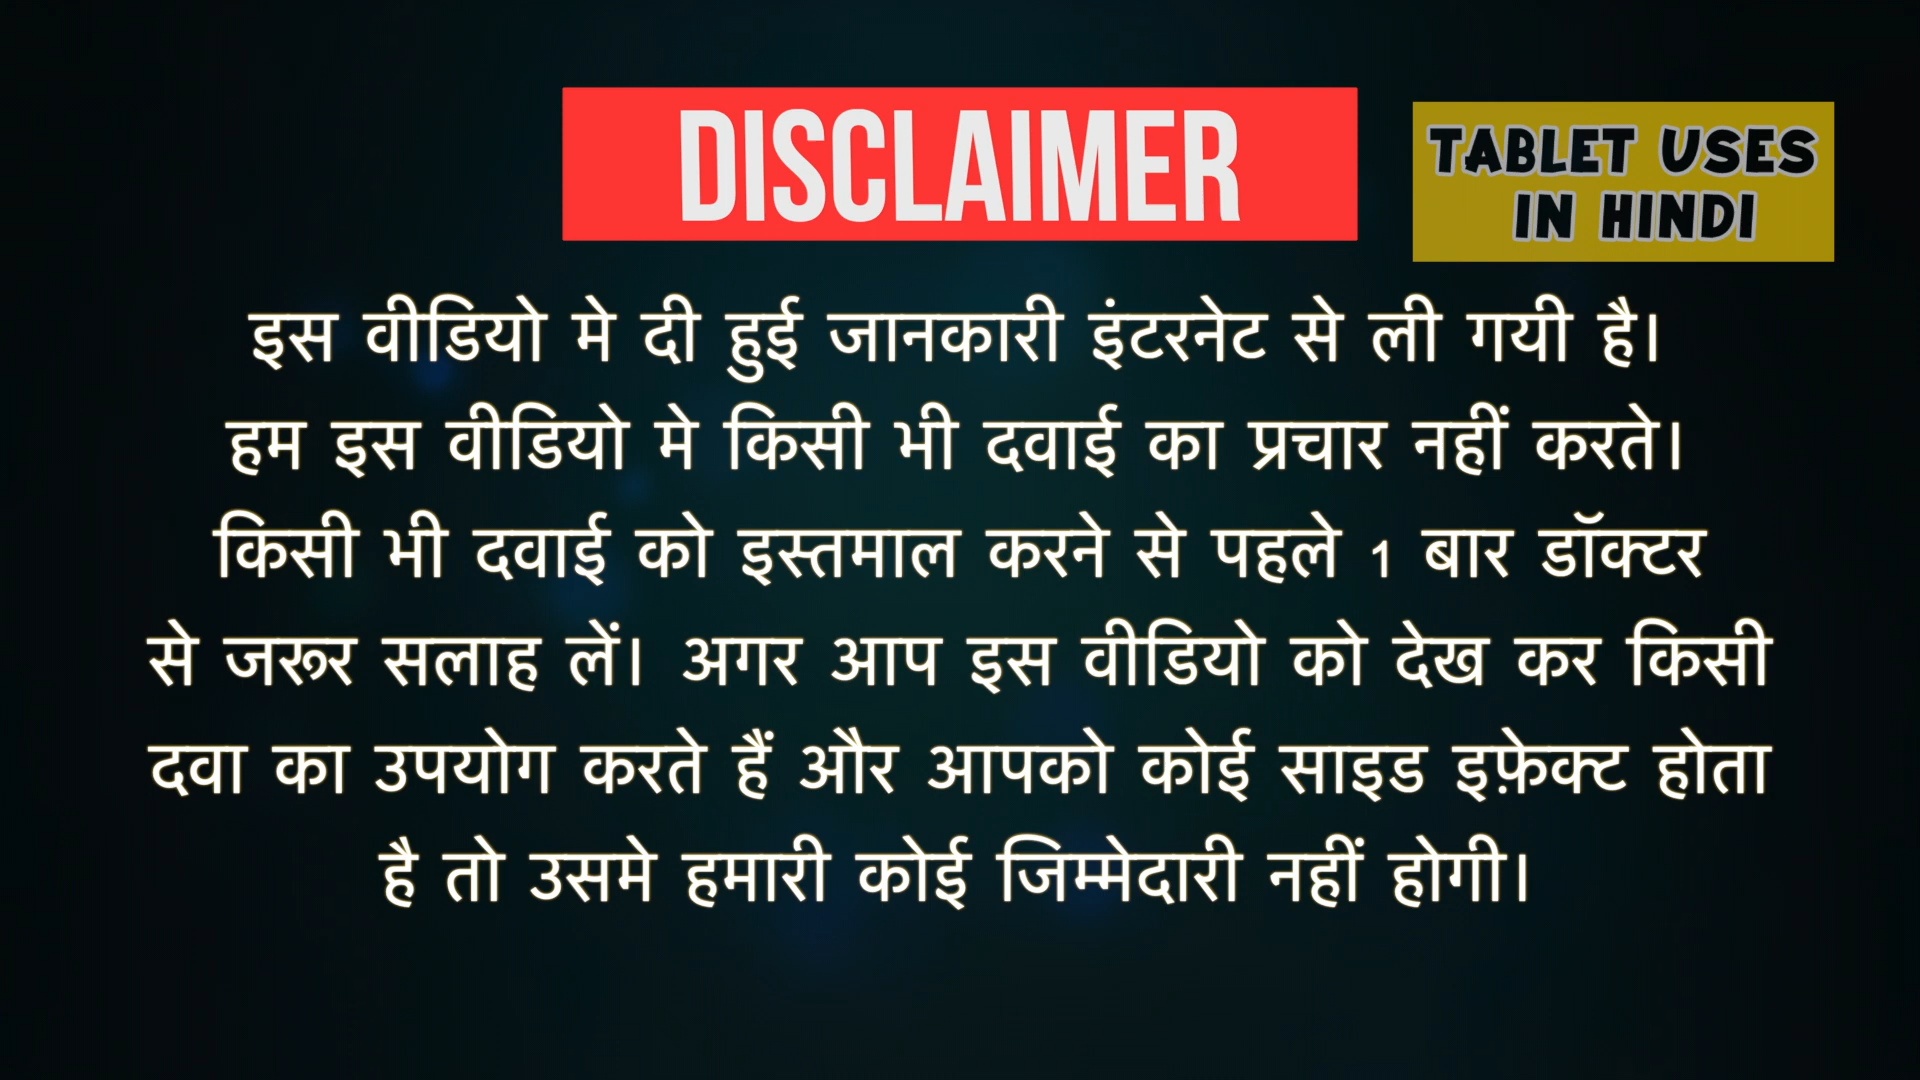 DISCLAIMER
TABLET USES
IN HINDI
इस वीडियो मे दी हुई जानकारी इंटरनेट से ली गयी है।
हम इस वीडियो मे किसी भी दवाई का प्रचार नहीं करते।
किसी भी दवाई को इस्तमाल करने से पहले 1 बार डॉक्टर
से जरूर सलाह लें। अगर आप इस वीडियो को देख कर किसी
दवा का उपयोग करते हैं और आपको कोई साइड इफ़ेक्ट होता
है तो उसमे हमारी कोई जिम्मेदारी नहीं होगी।